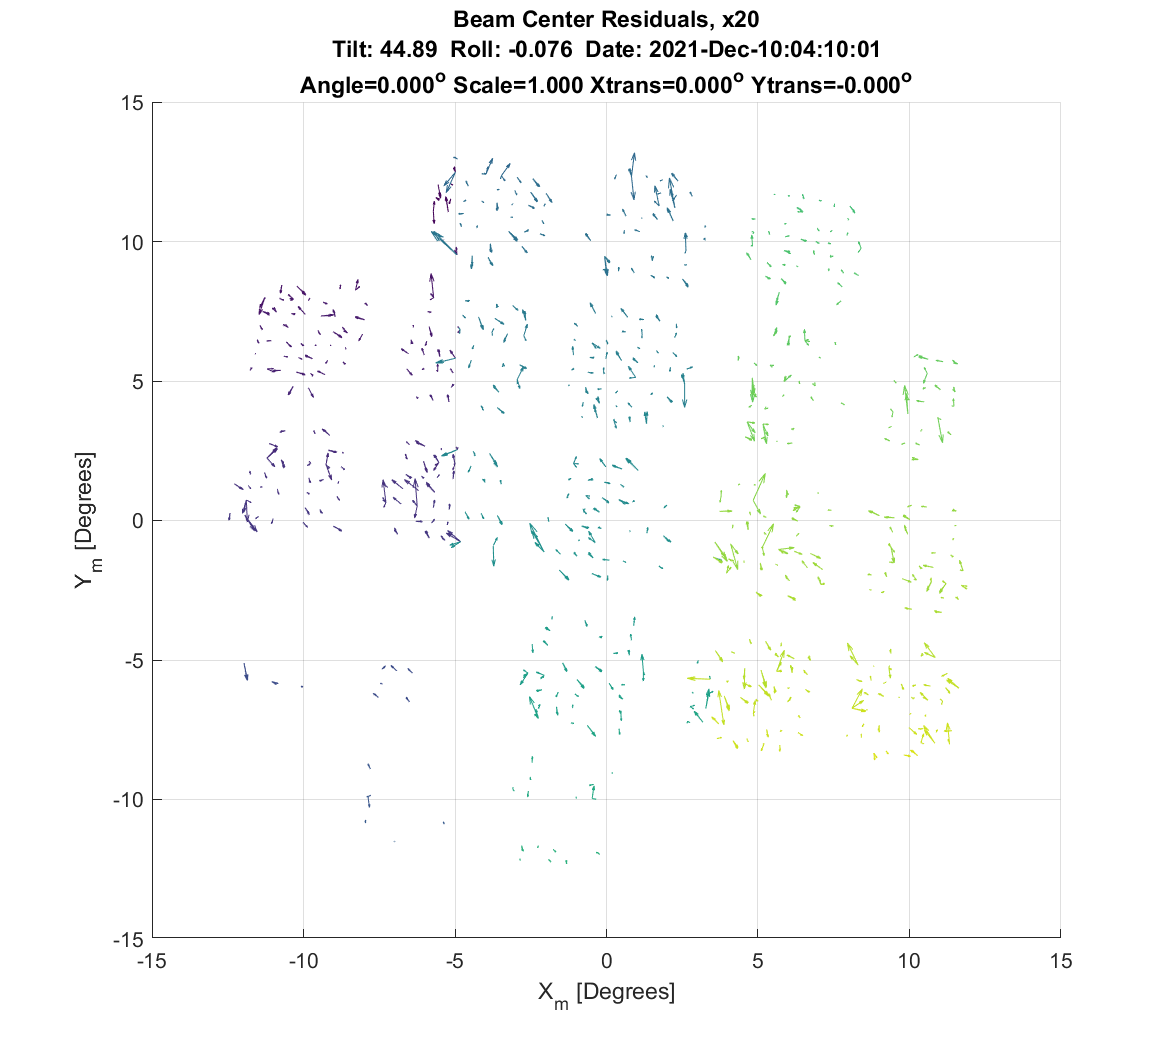 Beam Center Residuals, x20
Tilt: 44.89 Roll: -0.076 Date: 2021-Dec-10:04:10:01
Angle=0.000° Scale=1.000 Xtrans=0.000° Ytrans=-0.000°
15
10
5
0
-5
-10
-15
Y_m [Degrees]
-15 -10 -5 0 5 10 15
X_m [Degrees]